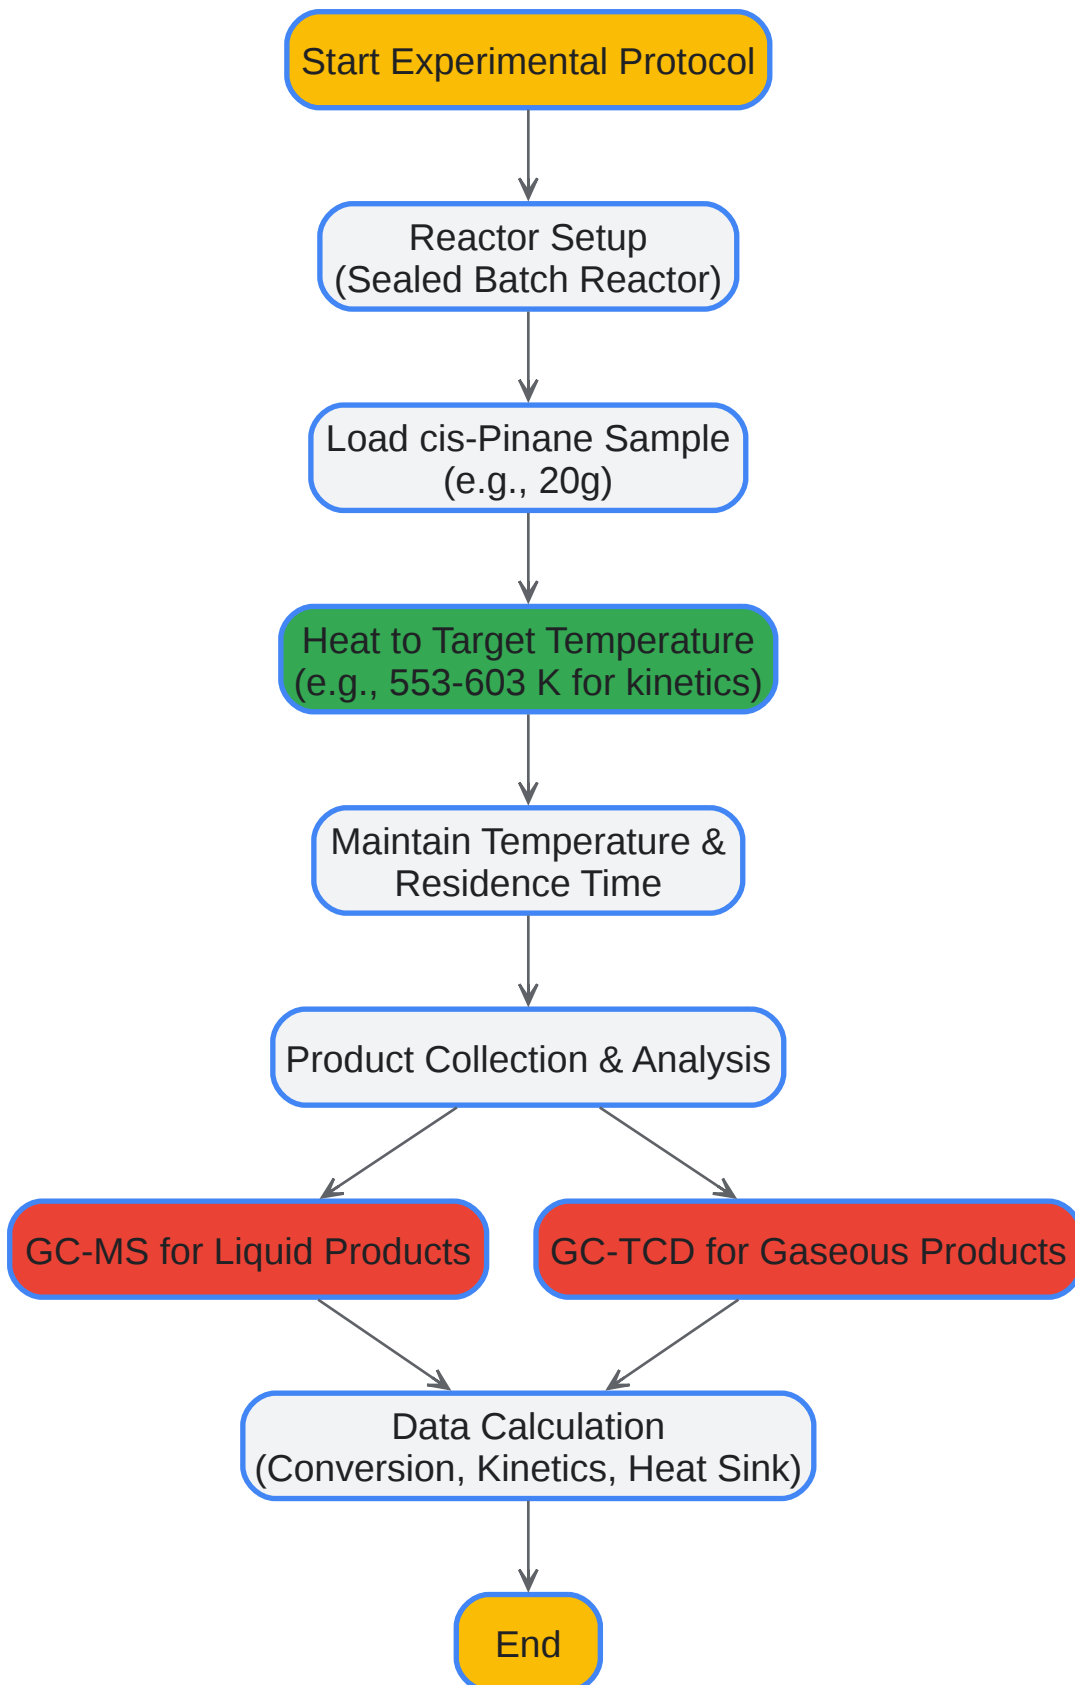 Start Experimental Protocol
Reactor Setup
(Sealed Batch Reactor)
Load cis-Pinane Sample
(e.g., 20g)
Heat to Target Temperature
(e.g., 553-603 K for kinetics)
Maintain Temperature &
Residence Time
Product Collection & Analysis
GC-MS for Liquid Products
GC-TCD for Gaseous Products
Data Calculation
(Conversion, Kinetics, Heat Sink)
End